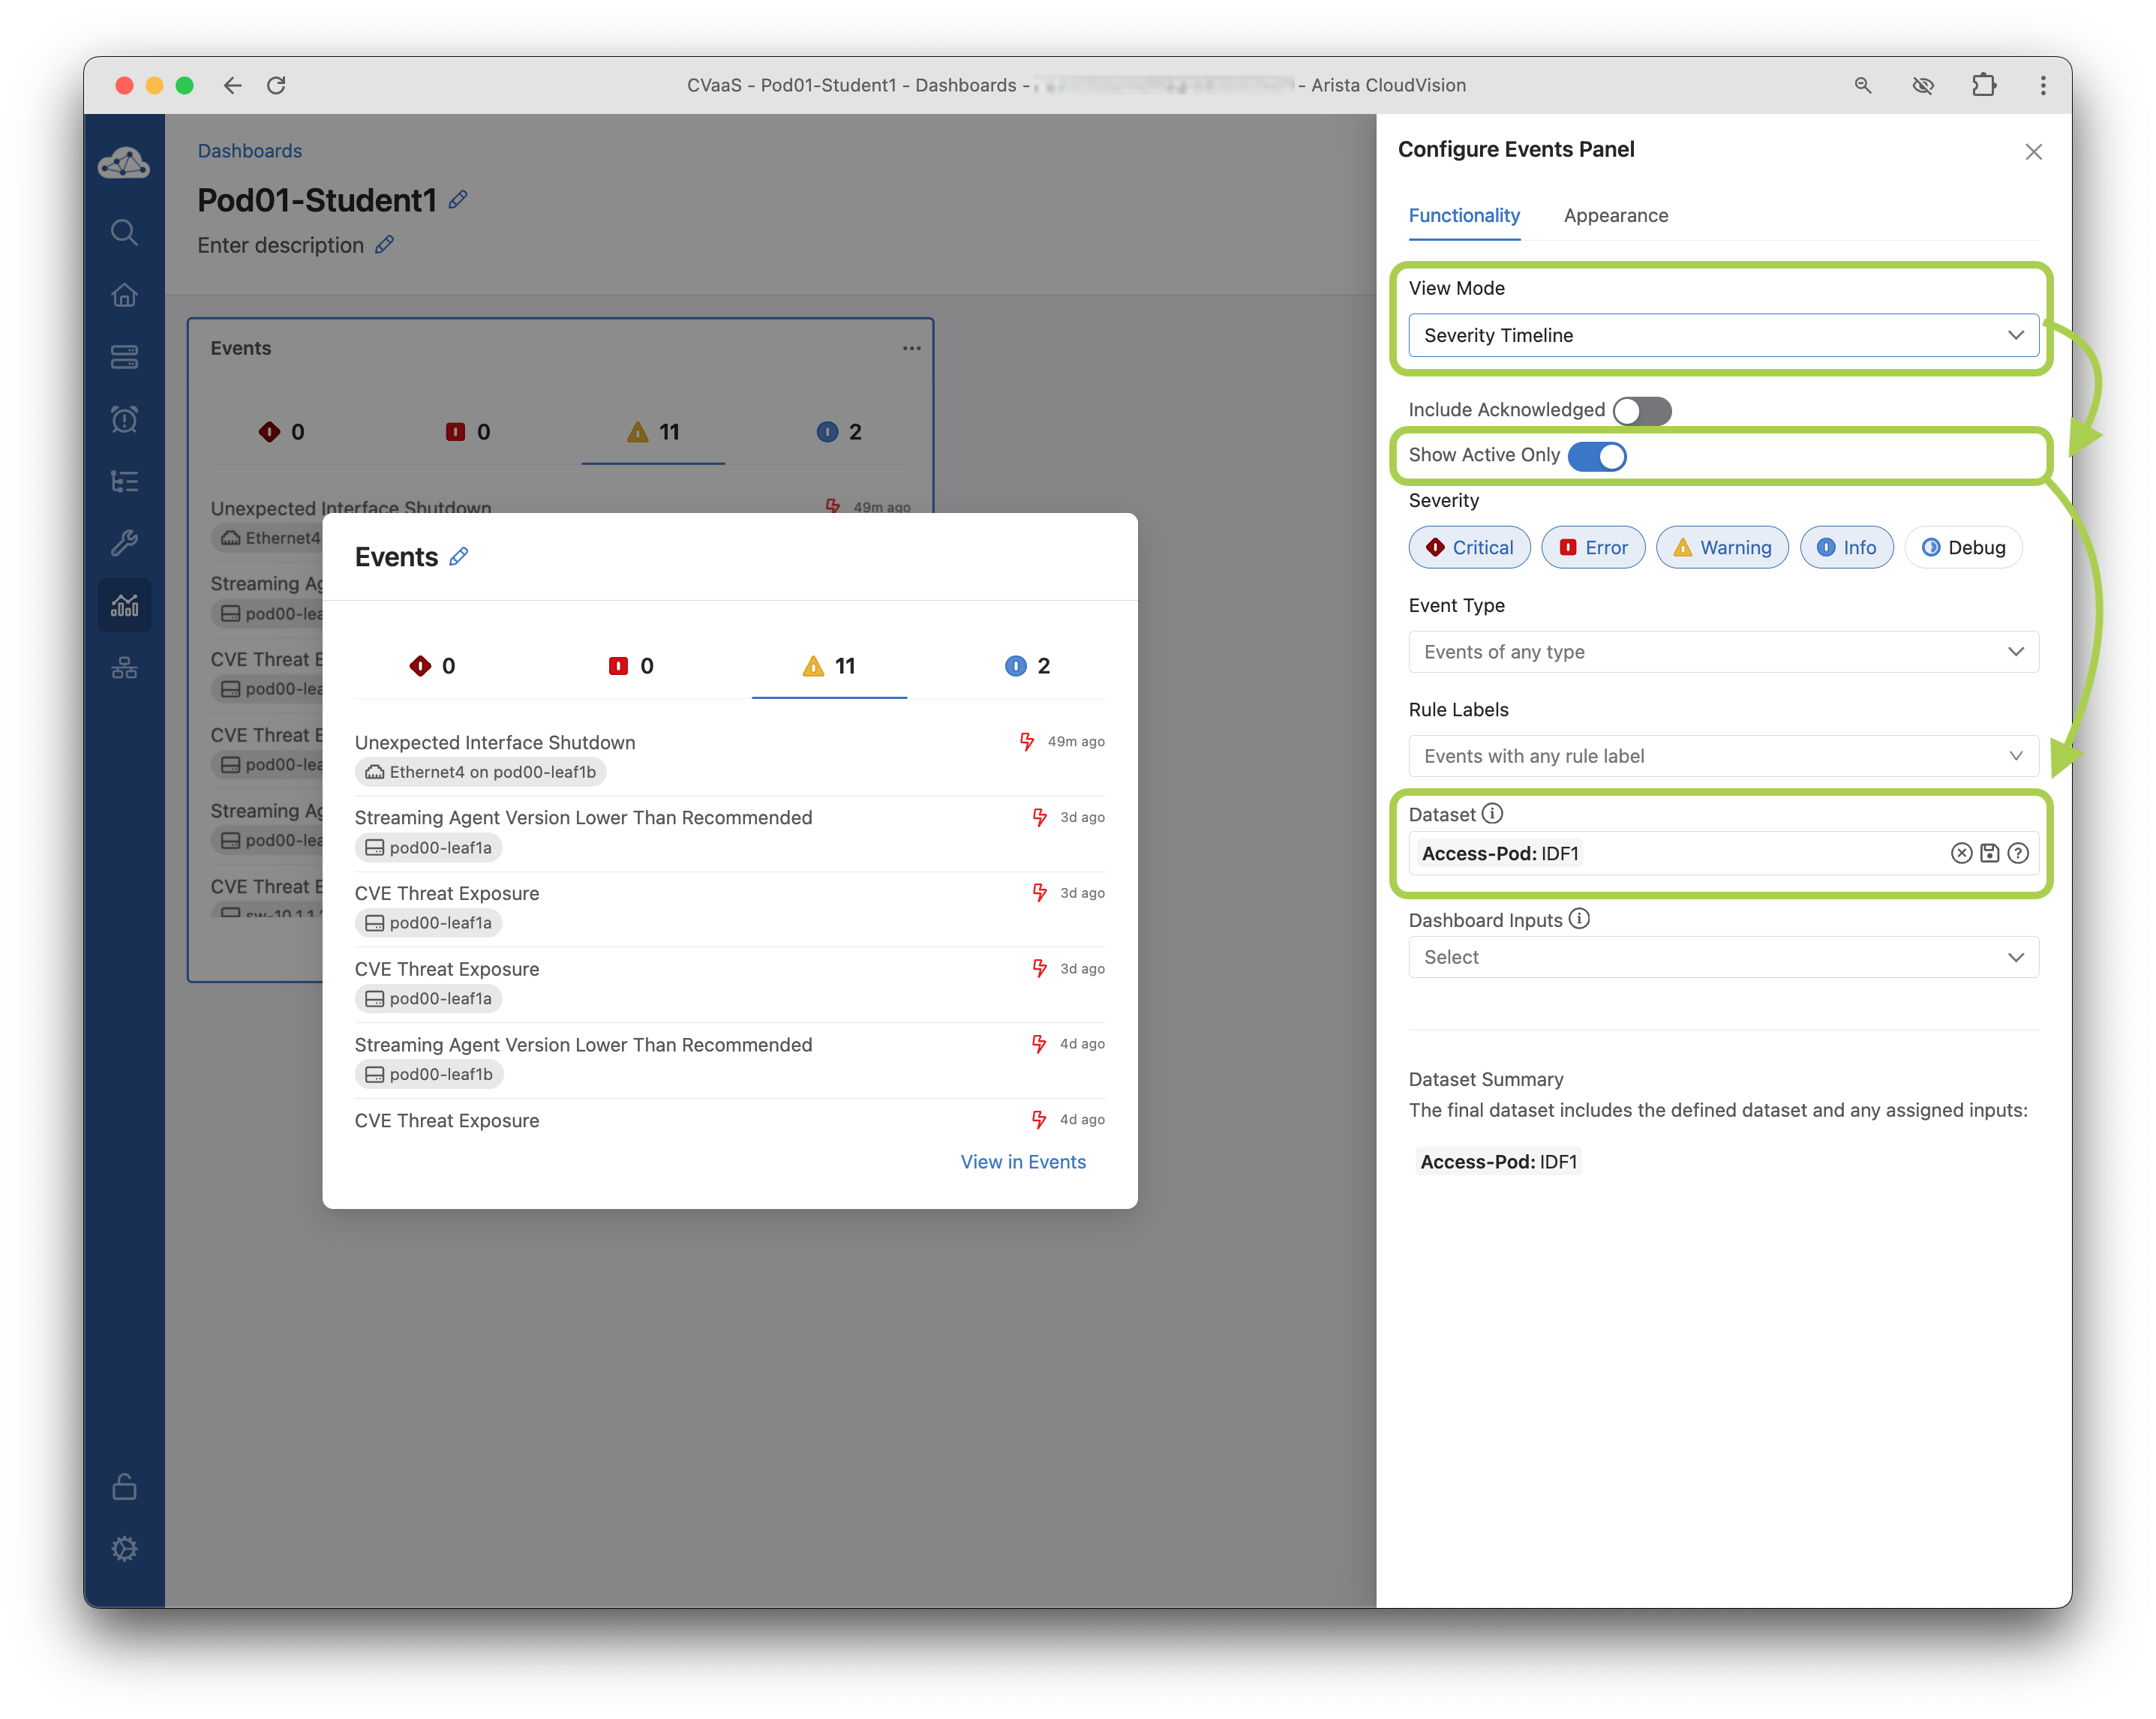 CVaaS - Pod01-Student1 - Dashboards - - Arista CloudVision
Dashboards
Pod01-Student1
Enter description
Events
0 0 11 2
Unexpected Interface Shutdown 49m ago
Ethernet4
Streaming Ag
pod00-lea
CVE Threat E
pod00-lea
CVE Threat E
pod00-lea
Streaming Ag
pod00-lea
CVE Threat E
Events
0 0 11 2
Unexpected Interface Shutdown 49m ago
Ethernet4 on pod00-leaf1b
Streaming Agent Version Lower Than Recommended 3d ago
pod00-leaf1a
CVE Threat Exposure 3d ago
pod00-leaf1a
CVE Threat Exposure 3d ago
pod00-leaf1a
Streaming Agent Version Lower Than Recommended 4d ago
pod00-leaf1b
CVE Threat Exposure 4d ago
View in Events
Configure Events Panel
Functionality Appearance
View Mode
Severity Timeline
Include Acknowledged
Show Active Only
Severity
Critical Error Warning Info Debug
Event Type
Events of any type
Rule Labels
Events with any rule label
Dataset
Access-Pod: IDF1
Dashboard Inputs
Select
Dataset Summary
The final dataset includes the defined dataset and any assigned inputs:
Access-Pod: IDF1